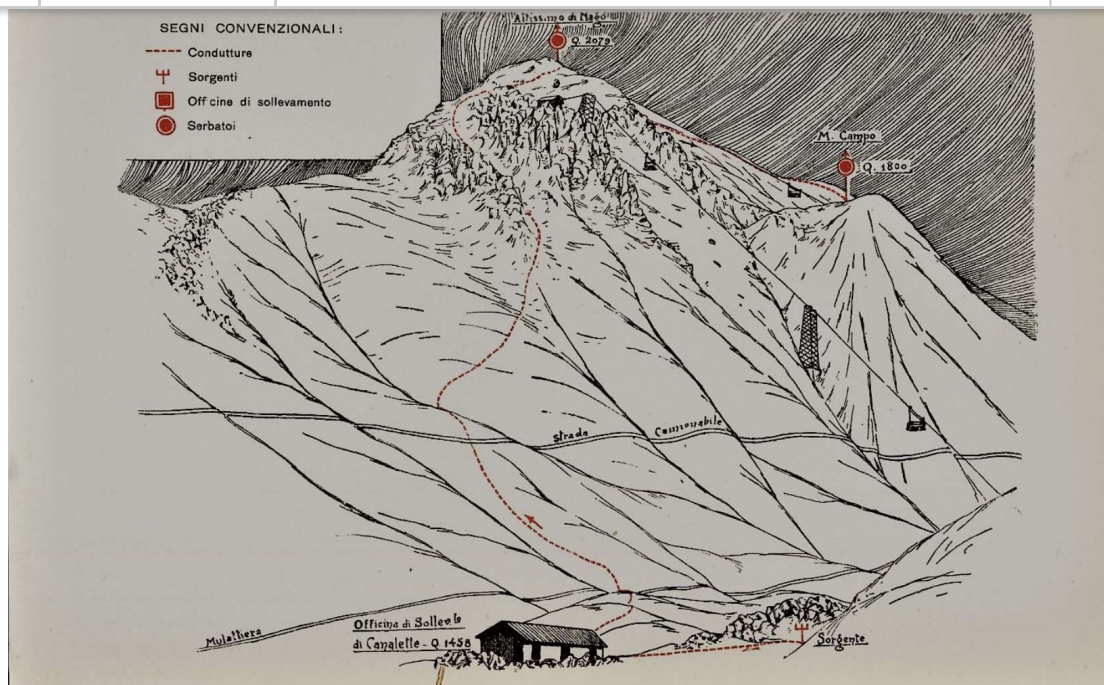 SEGNI CONVENZIONALI:
Condutture
Sorgenti
Officine di sollevamento
Serbatoi
Altissimo di Nago
Q. 2079
M. Campo
Q. 1800
Strada Camionabile
Mulattiera
Officina di Sollev.to
di Canalette - Q 1458
Sorgente